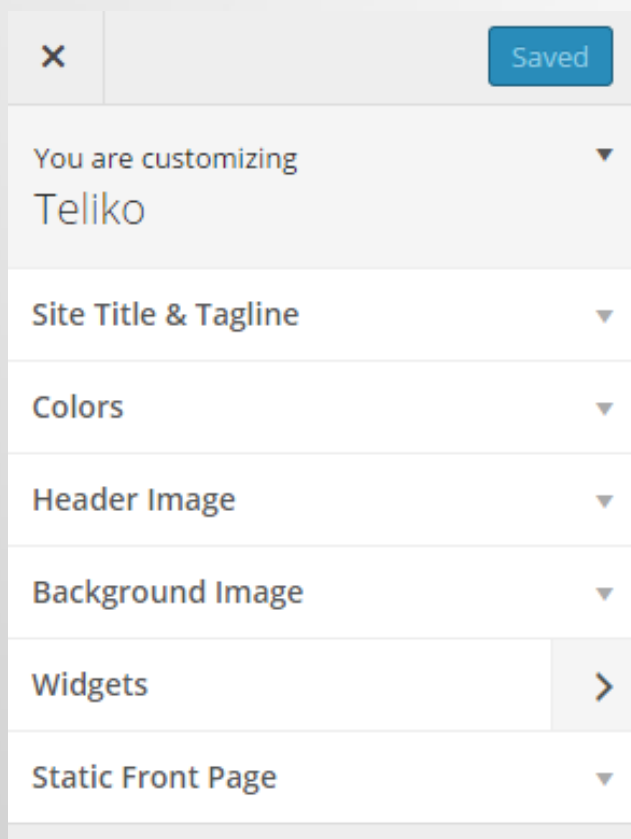 Saved
You are customizing
Teliko
Site Title & Tagline
Colors
Header Image
Background Image
Widgets
Static Front Page